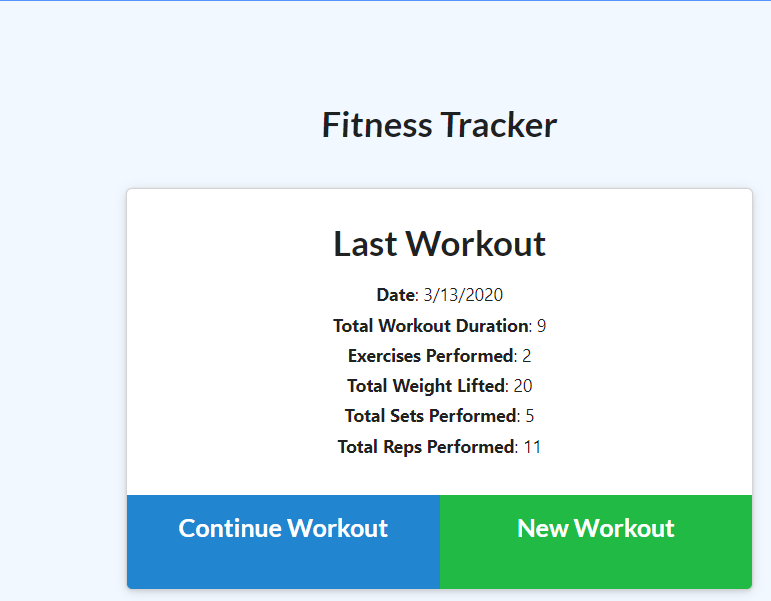 Fitness Tracker
Last Workout
Date: 3/13/2020
Total Workout Duration: 9
Exercises Performed: 2
Total Weight Lifted: 20
Total Sets Performed: 5
Total Reps Performed: 11
Continue Workout
New Workout